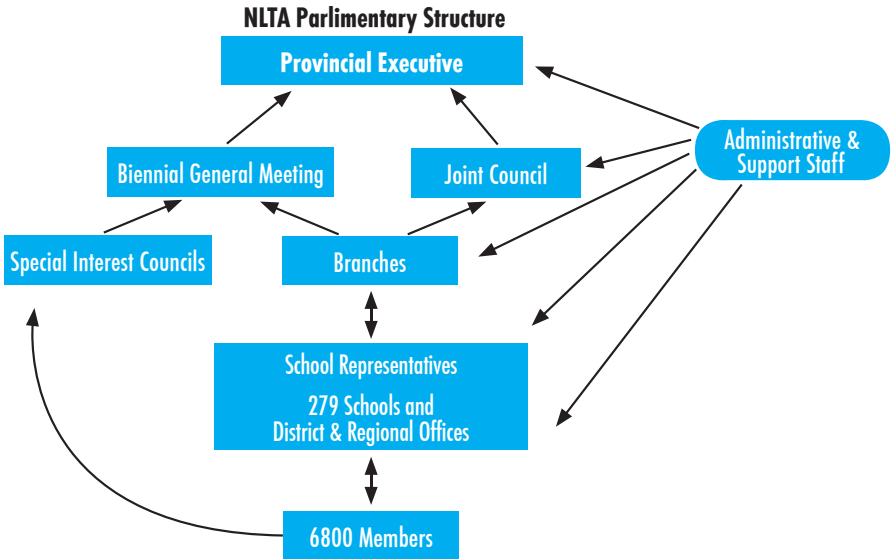 NLTA Parlimentary Structure
Provincial Executive
Administrative &
Support Staff
Biennial General Meeting
Joint Council
Special Interest Councils
Branches
School Representatives
279 Schools and
District & Regional Offices
6800 Members